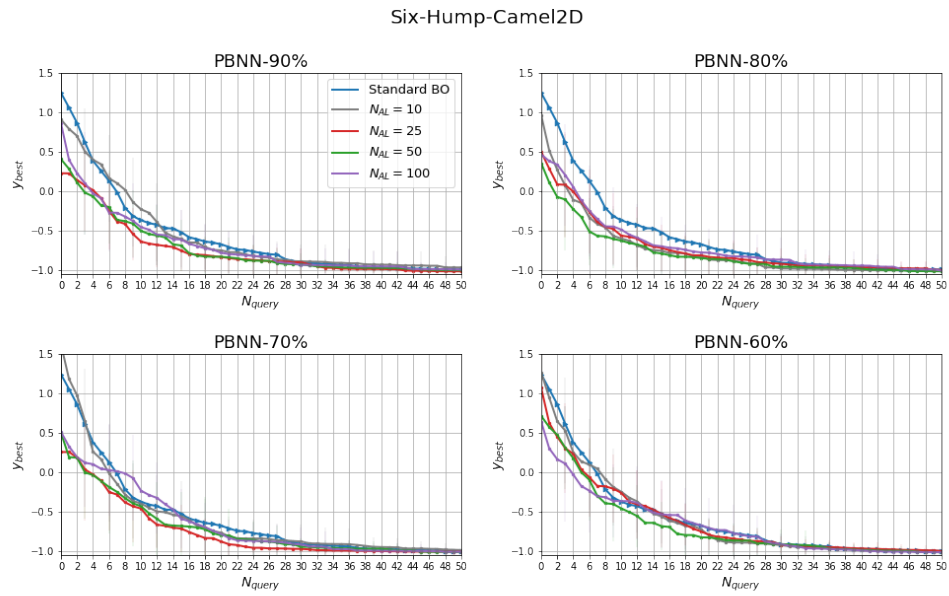 Six-Hump-Camel2D
PBNN-90%
PBNN-80%
1.5
1.0
0.5
0.0
−0.5
−1.0
y_best
Standard BO
N_AL = 10
N_AL = 25
N_AL = 50
N_AL = 100
0 2 4 6 8 10 12 14 16 18 20 22 24 26 28 30 32 34 36 38 40 42 44 46 48 50
N_query
1.5
1.0
0.5
0.0
−0.5
−1.0
y_best
0 2 4 6 8 10 12 14 16 18 20 22 24 26 28 30 32 34 36 38 40 42 44 46 48 50
N_query
PBNN-70%
PBNN-60%
1.5
1.0
0.5
0.0
−0.5
−1.0
y_best
0 2 4 6 8 10 12 14 16 18 20 22 24 26 28 30 32 34 36 38 40 42 44 46 48 50
N_query
1.5
1.0
0.5
0.0
−0.5
−1.0
y_best
0 2 4 6 8 10 12 14 16 18 20 22 24 26 28 30 32 34 36 38 40 42 44 46 48 50
N_query